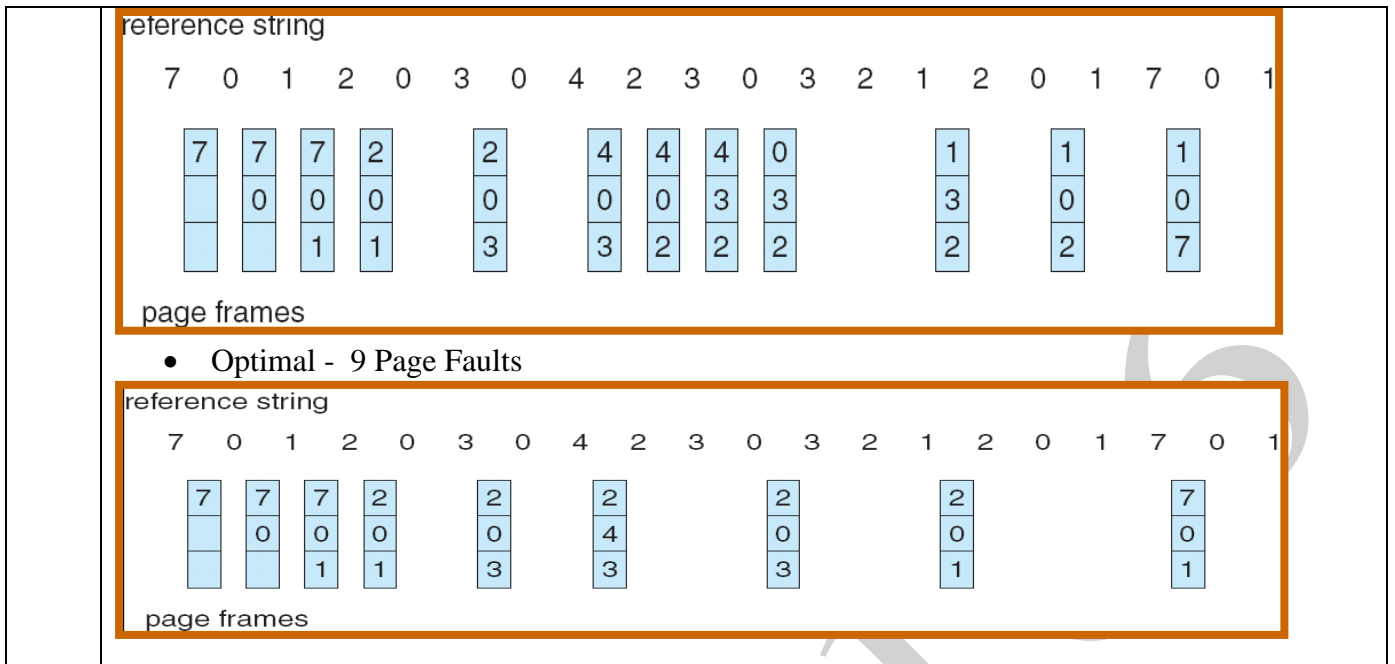 reference string
7 0 1 2 0 3 0 4 2 3 0 3 2 1 2 0 1 7 0 1
7 7 7 2 2 4 4 4 0 1 1 1
0 0 0 0 0 0 3 3 3 0 0
1 1 3 3 2 2 2 2 2 7
page frames
• Optimal - 9 Page Faults
reference string
7 0 1 2 0 3 0 4 2 3 0 3 2 1 2 0 1 7 0 1
7 7 7 2 2 2 2 2 7
0 0 0 0 4 0 0 0
1 1 3 3 3 1 1
page frames